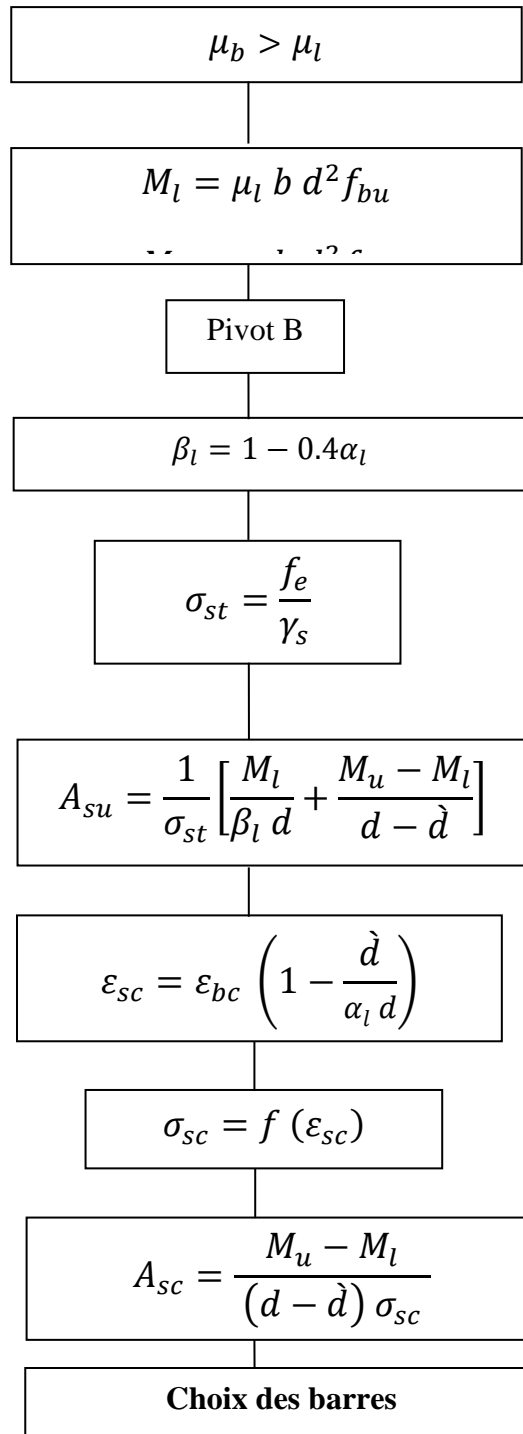 μ_b > μ_l
M_l = μ_l b d² f_bu
Pivot B
β_l = 1 − 0.4α_l
σ_st = f_e / γ_s
A_su = 1/σ_st [ M_l / (β_l d) + (M_u − M_l) / (d − d̀) ]
ε_sc = ε_bc (1 − d̀ / (α_l d))
σ_sc = f (ε_sc)
A_sc = (M_u − M_l) / ((d − d̀) σ_sc)
Choix des barres